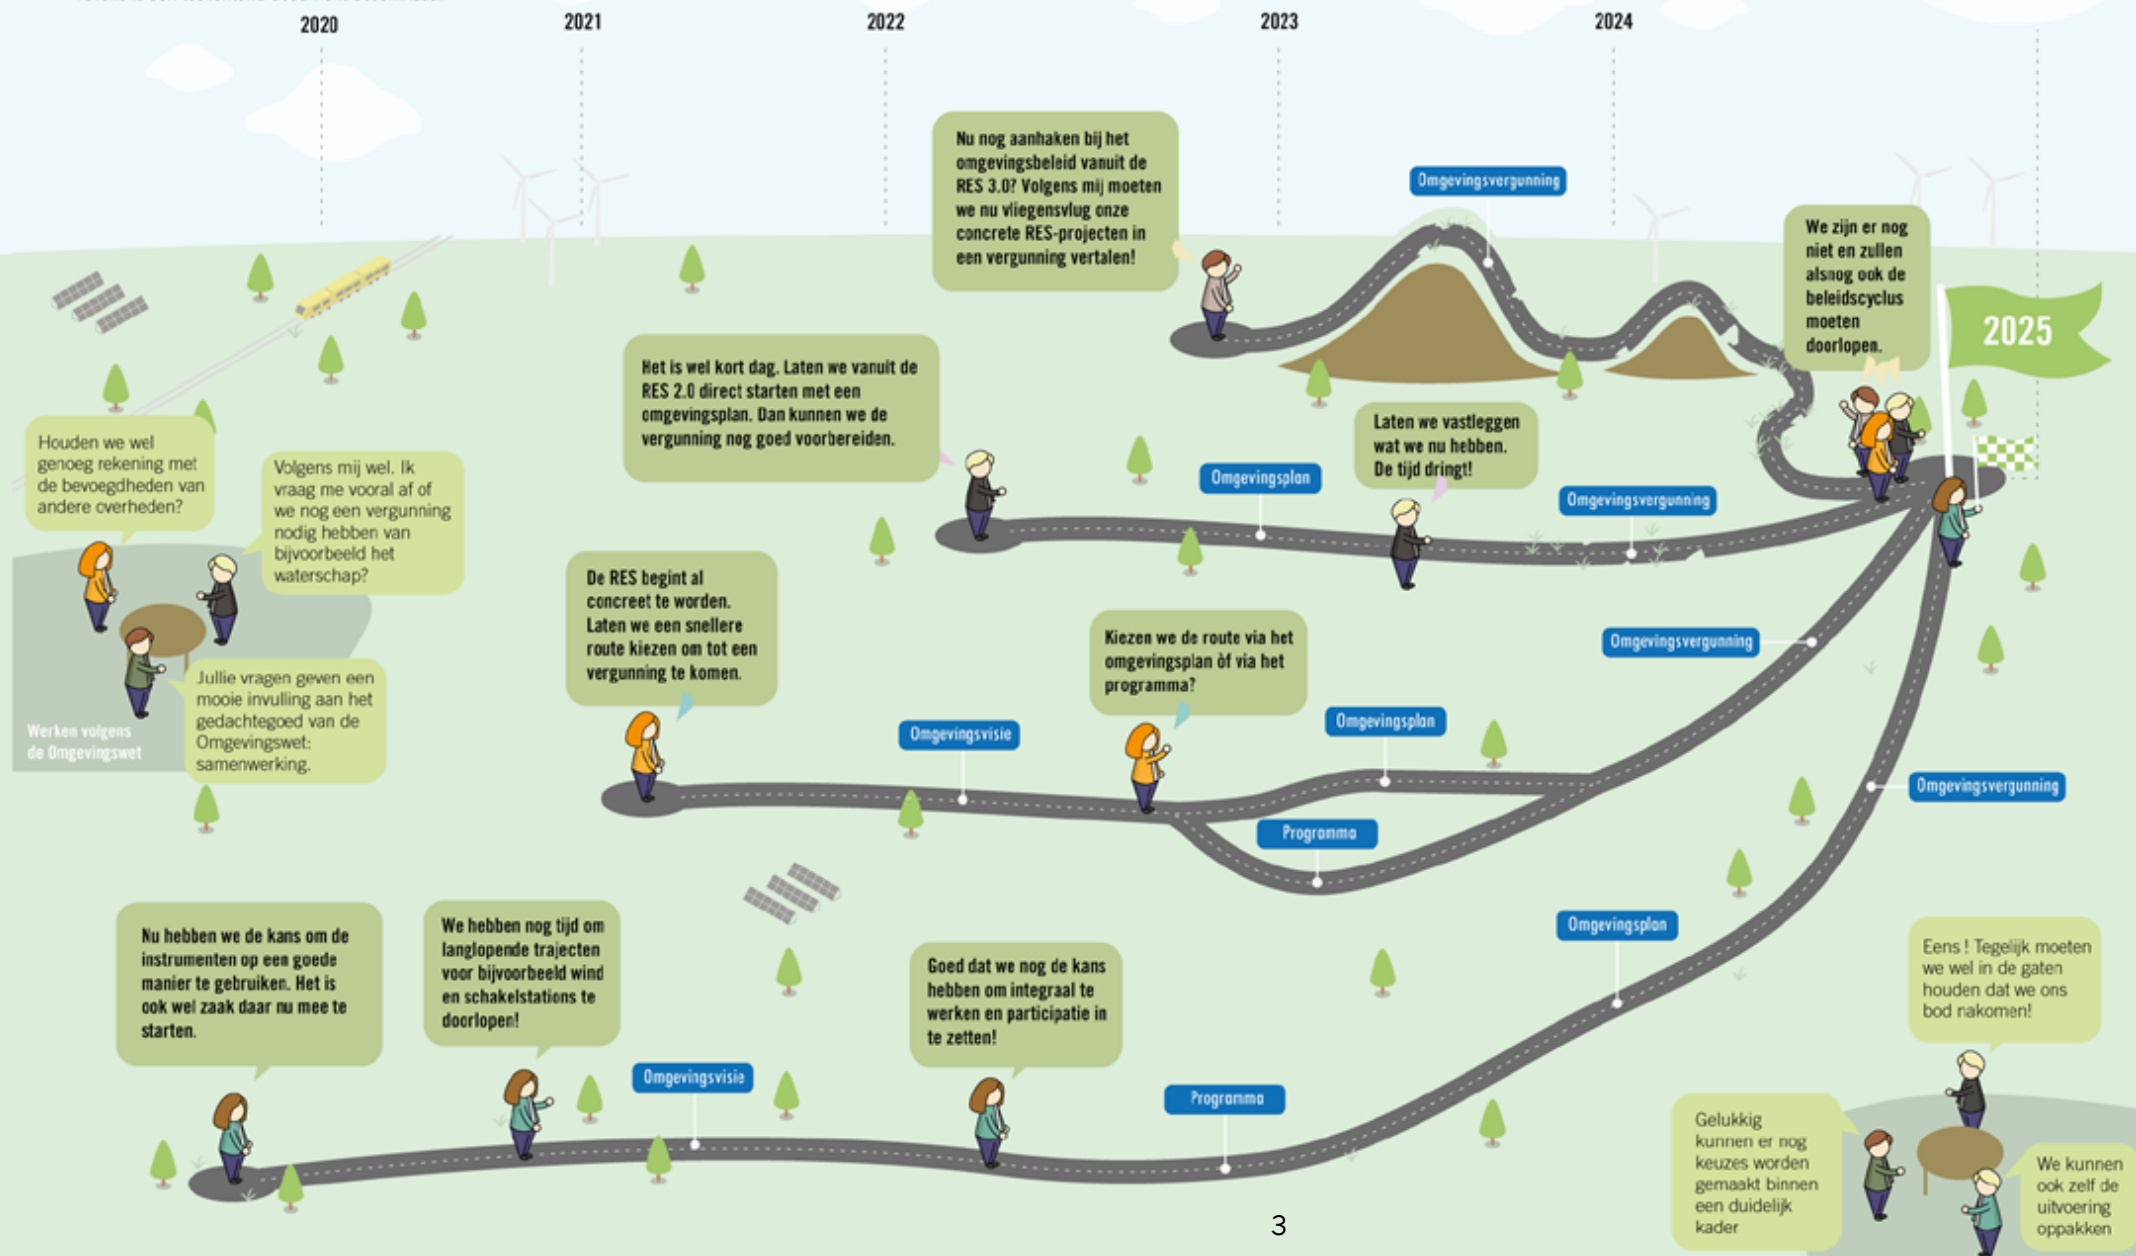 2020
2021
2022
2023
2024
Nu nog aanhaken bij het
omgevingsbeleid vanuit de
RES 3.0? Volgens mij moeten
we nu vliegensvlug onze
concrete RES-projecten in
een vergunning vertalen!
Omgevingsvergunning
We zijn er nog
niet en zullen
alsnog ook de
beleidscyclus
moeten
doorlopen.
2025
Het is wel kort dag. Laten we vanuit de
RES 2.0 direct starten met een
omgevingsplan. Dan kunnen we de
vergunning nog goed voorbereiden.
Omgevingsplan
Laten we vastleggen
wat we nu hebben.
De tijd dringt!
Omgevingsvergunning
Houden we wel
genoeg rekening met
de bevoegdheden van
andere overheden?
Volgens mij wel. Ik
vraag me vooral af of
we nog een vergunning
nodig hebben van
bijvoorbeeld het
waterschap?
Jullie vragen geven een
mooie invulling aan het
gedachtegoed van de
Omgevingswet:
samenwerking.
Werken volgens
de Omgevingswet
De RES begint al
concreet te worden.
Laten we een snellere
route kiezen om tot een
vergunning te komen.
Omgevingsvisie
Kiezen we de route via het
omgevingsplan òf via het
programma?
Omgevingsplan
Programma
Omgevingsvergunning
Omgevingsvergunning
Nu hebben we de kans om de
instrumenten op een goede
manier te gebruiken. Het is
ook wel zaak daar nu mee te
starten.
We hebben nog tijd om
langlopende trajecten
voor bijvoorbeeld wind
en schakelstations te
doorlopen!
Omgevingsvisie
Goed dat we nog de kans
hebben om integraal te
werken en participatie in
te zetten!
Programma
Omgevingsplan
Eens ! Tegelijk moeten
we wel in de gaten
houden dat we ons
bod nakomen!
Gelukkig
kunnen er nog
keuzes worden
gemaakt binnen
een duidelijk
kader
We kunnen
ook zelf de
uitvoering
oppakken
3